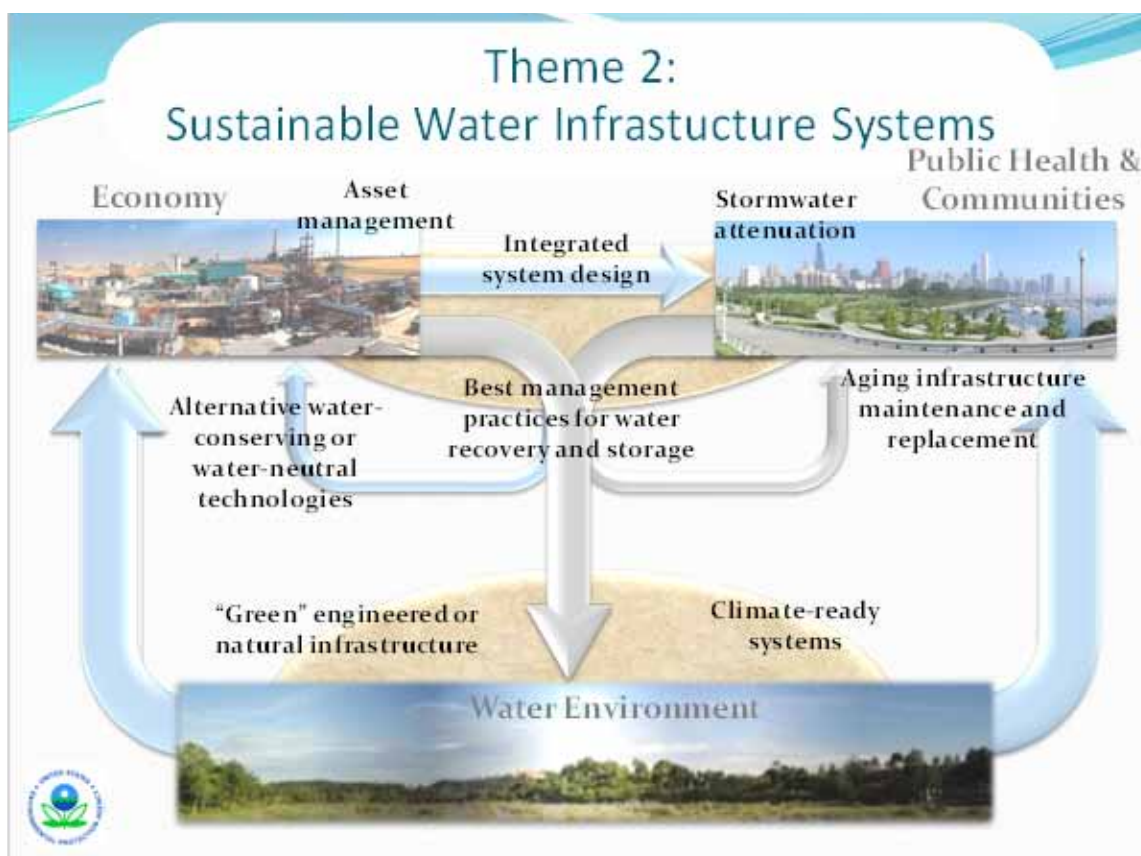 Theme 2:
Sustainable Water Infrastucture Systems
Public Health &
Communities
Economy
Asset
management
Stormwater
attenuation
Integrated
system design
Best management
practices for water
recovery and storage
Alternative water-
conserving or
water-neutral
technologies
Aging infrastructure
maintenance and
replacement
“Green” engineered or
natural infrastructure
Climate-ready
systems
Water Environment